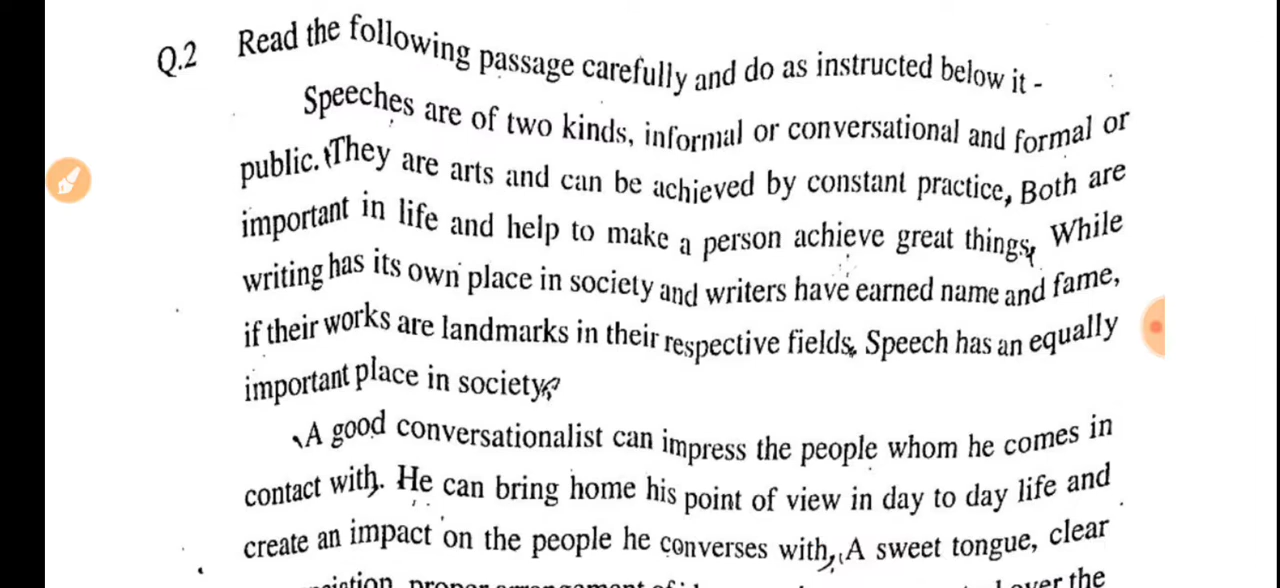 Q.2 Read the following passage carefully and do as instructed below it -
Speeches are of two kinds, informal or conversational and formal or
public. They are arts and can be achieved by constant practice, Both are
important in life and help to make a person achieve great things, While
writing has its own place in society and writers have earned name and fame,
if their works are landmarks in their respective fields, Speech has an equally
important place in society.
A good conversationalist can impress the people whom he comes in
contact with. He can bring home his point of view in day to day life and
create an impact on the people he converses with, A sweet tongue, clear
proper arrangement of over the